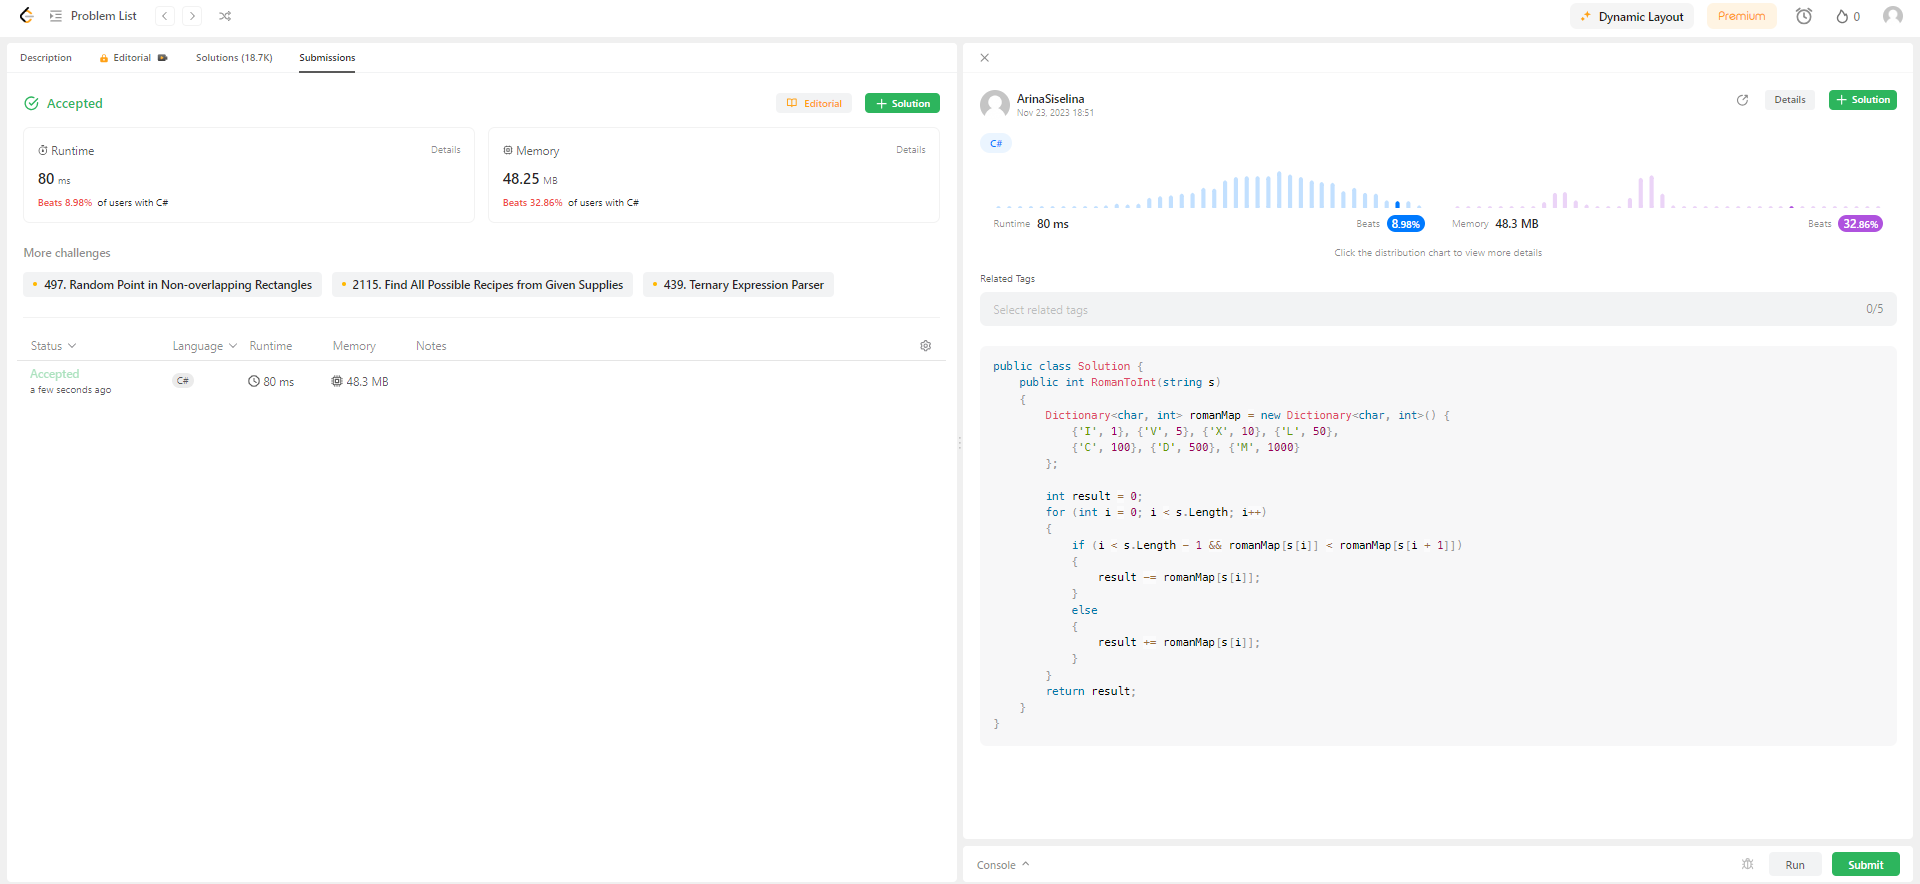 Problem List
Dynamic Layout
Premium
0
Description
Editorial
Solutions (18.7K)
Submissions
Accepted
Editorial
+ Solution
Runtime
Details
80 ms
Beats 8.98% of users with C#
Memory
Details
48.25 MB
Beats 32.86% of users with C#
More challenges
497. Random Point in Non-overlapping Rectangles
2115. Find All Possible Recipes from Given Supplies
439. Ternary Expression Parser
Status
Language
Runtime
Memory
Notes
Accepted
a few seconds ago
C#
80 ms
48.3 MB
ArinaSiselina
Nov 23, 2023 18:51
Details
+ Solution
C#
Runtime 80 ms
Beats 8.98%
Memory 48.3 MB
Beats 32.86%
Click the distribution chart to view more details
Related Tags
Select related tags
0/5
public class Solution {
public int RomanToInt(string s)
{
Dictionary<char, int> romanMap = new Dictionary<char, int>() {
{'I', 1}, {'V', 5}, {'X', 10}, {'L', 50},
{'C', 100}, {'D', 500}, {'M', 1000}
};
int result = 0;
for (int i = 0; i < s.Length; i++)
{
if (i < s.Length - 1 && romanMap[s[i]] < romanMap[s[i + 1]])
{
result -= romanMap[s[i]];
}
else
{
result += romanMap[s[i]];
}
}
return result;
}
}
Console
Run
Submit